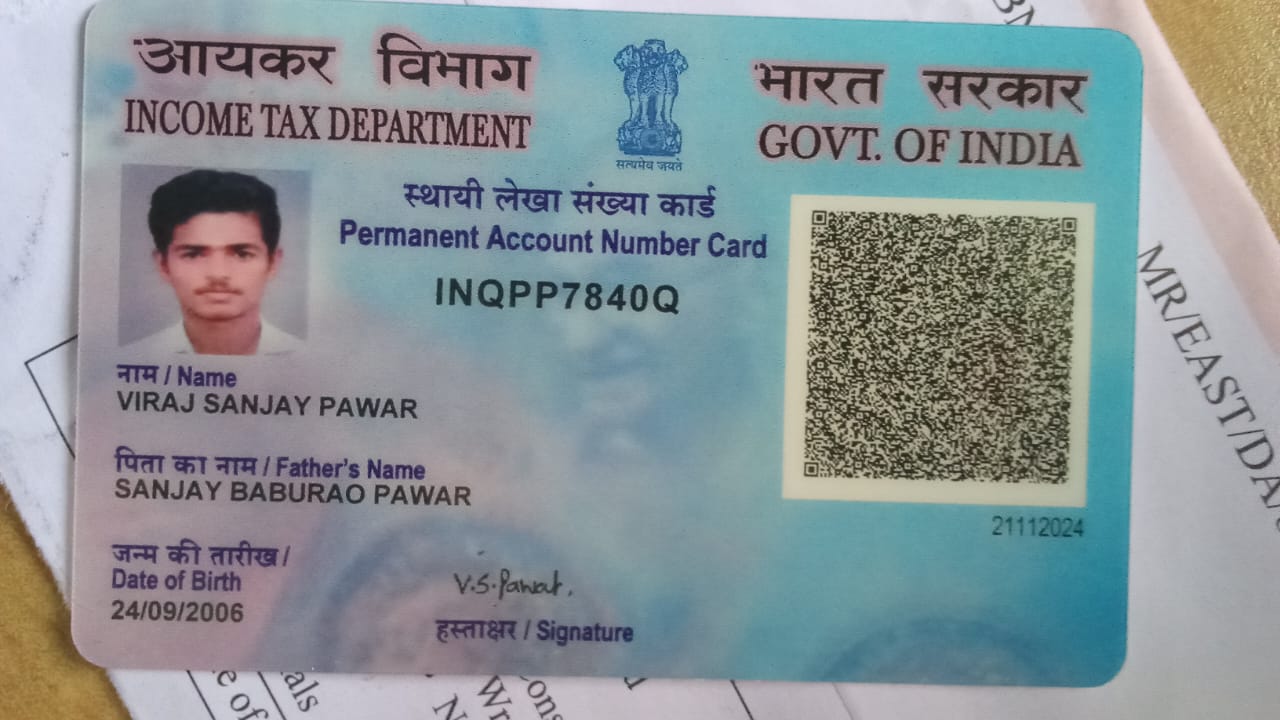 आयकर विभाग
INCOME TAX DEPARTMENT
सत्यमेव जयते
भारत सरकार
GOVT. OF INDIA
स्थायी लेखा संख्या कार्ड
Permanent Account Number Card
INQPP7840Q
नाम / Name
VIRAJ SANJAY PAWAR
पिता का नाम / Father's Name
SANJAY BABURAO PAWAR
21112024
जन्म की तारीख /
Date of Birth
24/09/2006
V.S.Pawar.
हस्ताक्षर / Signature
MR/EAST/DA
als
e of